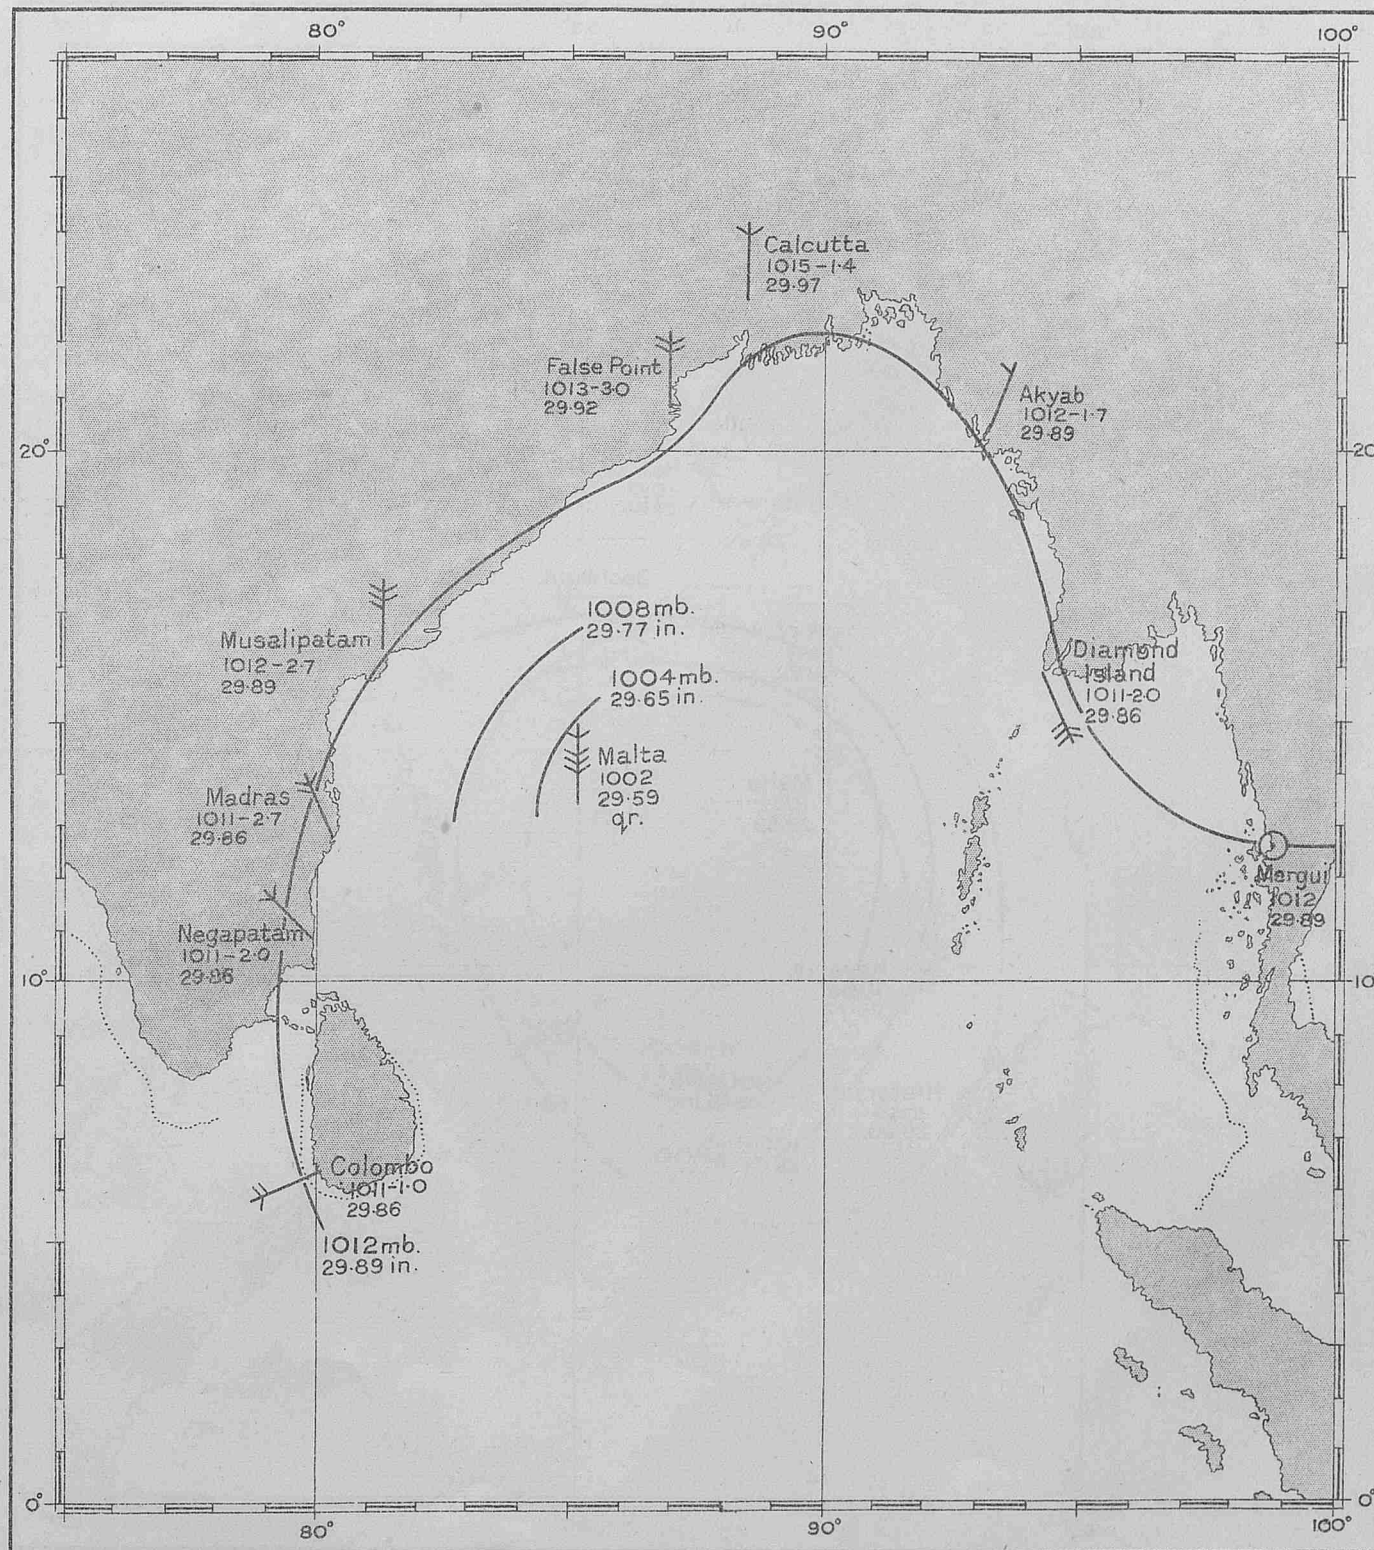 80°
90°
100°
Calcutta
1015-1·4
29·97
False Point
1013-3·0
29·92
Akyab
1012-1·7
29·89
20°
20
1008mb.
29·77 in.
Musalipatam
1012-2·7
29·89
1004mb.
29·65 in.
Diamond
Island
1011-2·0
29·86
Malta
1002
29·59
q.r.
Madras
1011-2·7
29·86
Mergui
1012
29·89
Negapatam
1011-2·0
29·86
10°
10
Colombo
1011-1·0
29·86
1012mb.
29·89 in.
0°
0°
80°
90°
100°